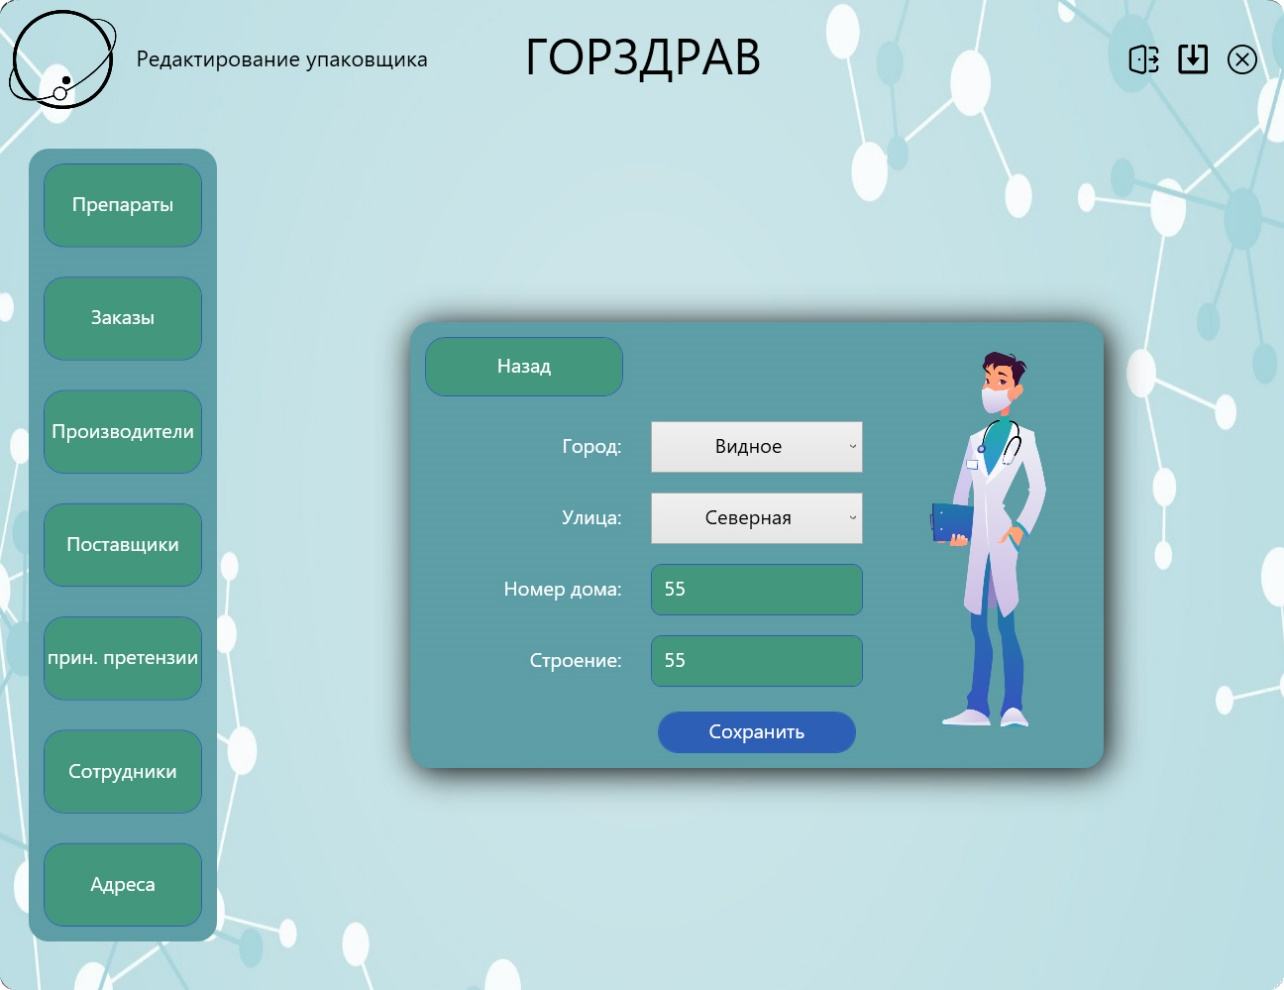 Редактирование упаковщика
ГОРЗДРАВ
Препараты
Заказы
Производители
Поставщики
прин. претензии
Сотрудники
Адреса
Назад
Город: Видное
Улица: Северная
Номер дома: 55
Строение: 55
Сохранить